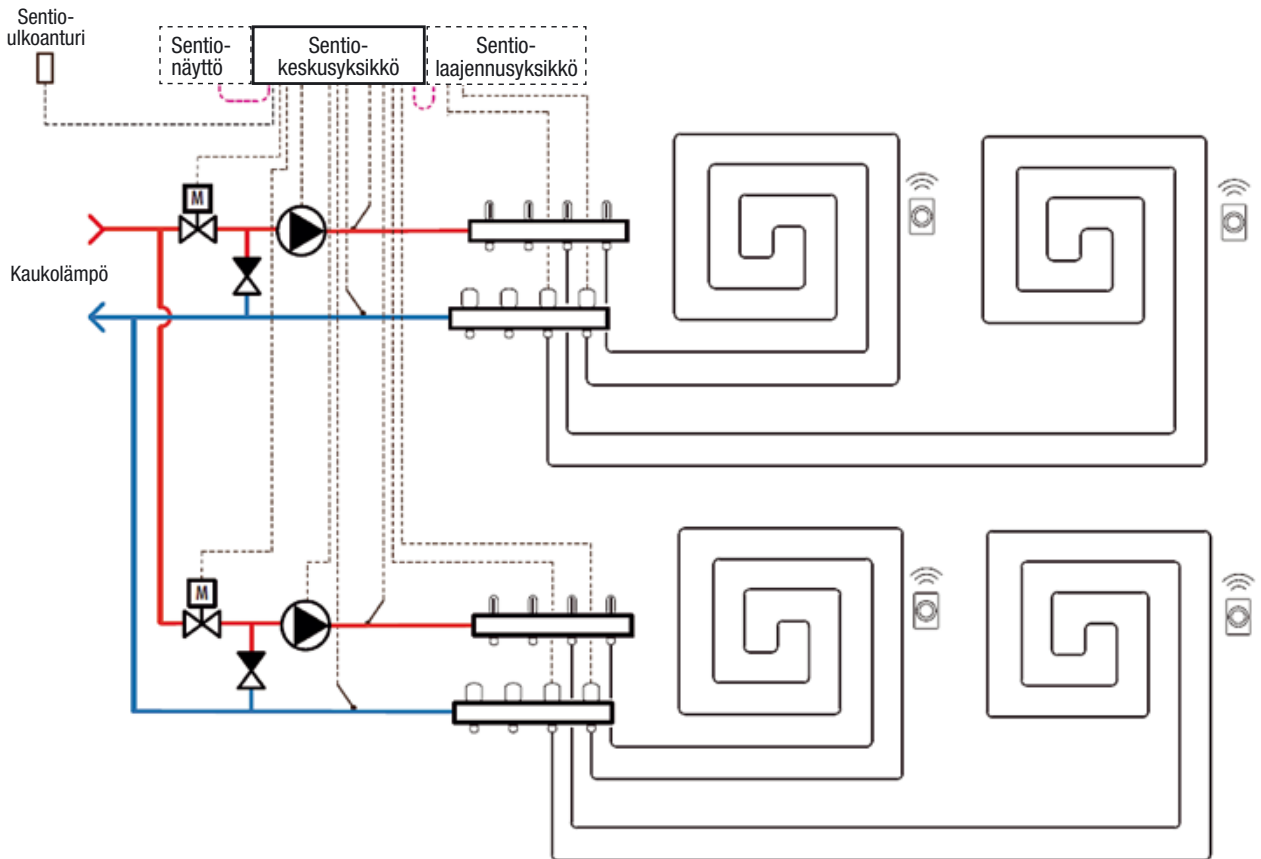 Sentio-
ulkoanturi
Sentio-
näyttö
Sentio-
keskusyksikkö
Sentio-
laajennusyksikkö
M
Kaukolämpö
M